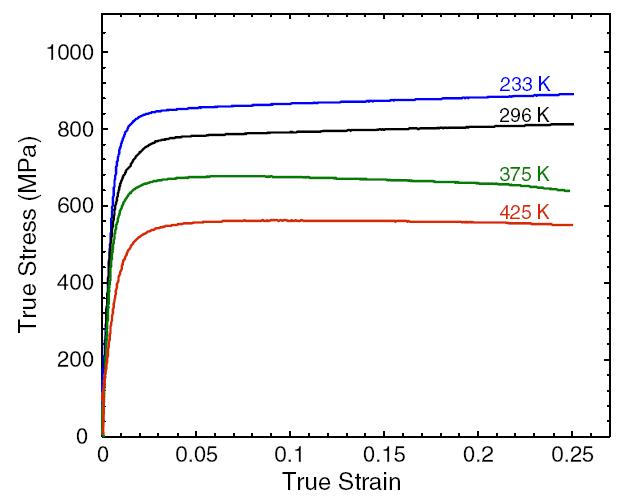 1000
800
600
400
200
0
True Stress (MPa)
233 K
296 K
375 K
425 K
0 0.05 0.1 0.15 0.2 0.25
True Strain